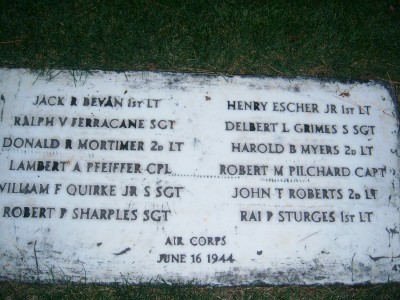 JACK R BEVAN 1ST LT
RALPH V FERRACANE SGT
DONALD R MORTIMER 2D LT
LAMBERT A PFEIFFER CPL
WILLIAM F QUIRKE JR S SGT
ROBERT P SHARPLES SGT
HENRY ESCHER JR 1ST LT
DELBERT L GRIMES S SGT
HAROLD B MYERS 2D LT
ROBERT M PILCHARD CAPT
JOHN T ROBERTS 2D LT
RAI P STURGES 1ST LT
AIR CORPS
JUNE 16 1944